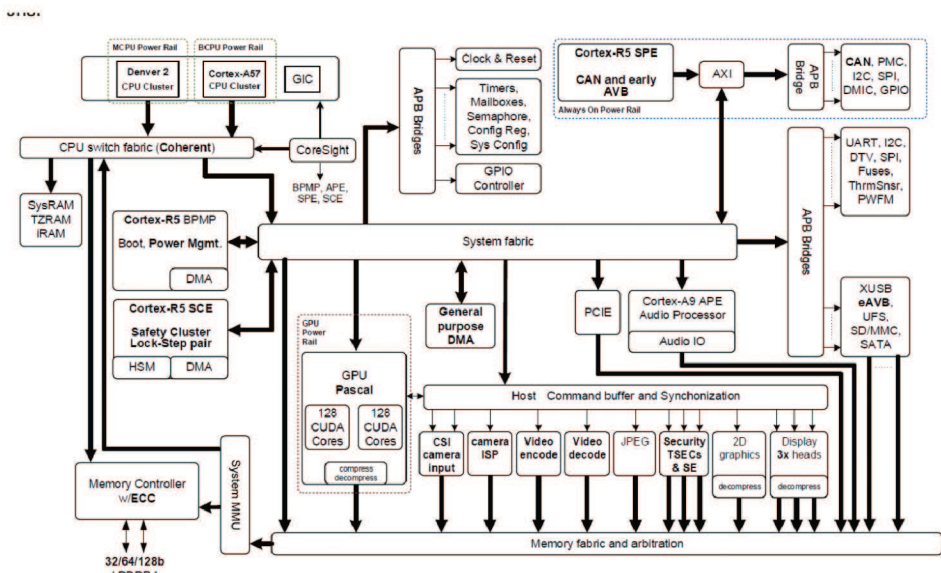 MCPU Power Rail
BCPU Power Rail
Denver 2
CPU Cluster
Cortex-A57
CPU Cluster
GIC
CPU switch fabric (Coherent)
CoreSight
BPMP, APE,
SPE, SCE
SysRAM
TZRAM
IRAM
APB Bridges
Clock & Reset
Timers,
Mailboxes,
Semaphore,
Config Reg,
Sys Config
GPIO
Controller
Cortex-R5 SPE
CAN and early
AVB
Always On Power Rail
AXI
APB
Bridge
CAN, PMC,
I2C, SPI,
DMIC, GPIO
APB Bridges
UART, I2C,
DTV, SPI,
Fuses,
ThrmSnsr,
PWFM
XUSB
eAVB,
UFS,
SD/MMC,
SATA
Cortex-R5 BPMP
Boot, Power Mgmt.
DMA
System fabric
Cortex-R5 SCE
Safety Cluster
Lock-Step pair
HSM
DMA
GPU
Power
Rail
GPU
Pascal
128
CUDA
Cores
128
CUDA
Cores
compress
decompress
General
purpose
DMA
PCIE
Cortex-A9 APE
Audio Processor
Audio IO
Host Command buffer and Synchonization
CSI
camera
input
camera
ISP
Video
encode
Video
decode
JPEG
Security
TSECs
& SE
2D
graphics
decompress
Display
3x heads
decompress
Memory Controller
w/ECC
System MMU
Memory fabric and arbitration
32/64/128b